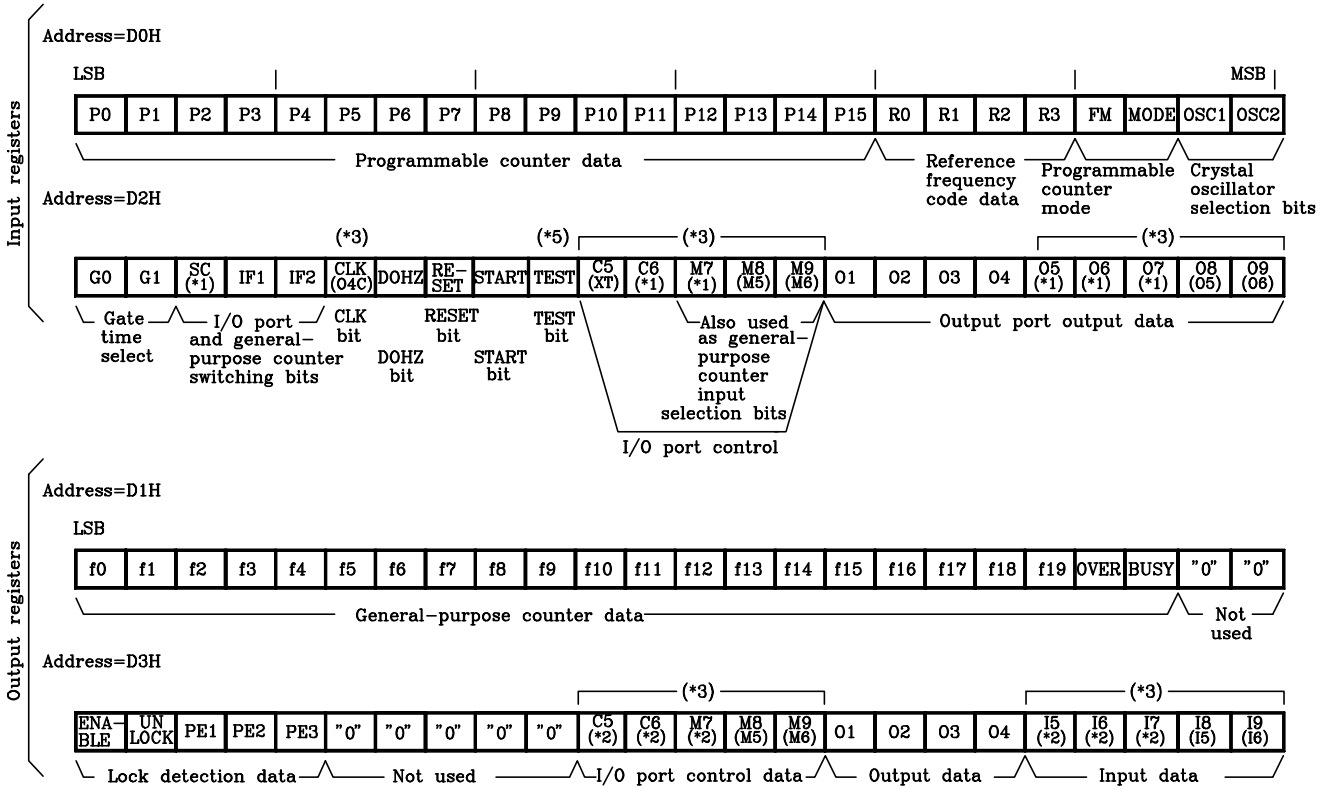 Input registers
Address=D0H
LSB MSB
P0 P1 P2 P3 P4 P5 P6 P7 P8 P9 P10 P11 P12 P13 P14 P15 R0 R1 R2 R3 FM MODE OSC1 OSC2
Programmable counter data
Reference
frequency
code data
Programmable
counter
mode
Crystal
oscillator
selection bits
Address=D2H
(*3) (*5) (*3) (*3)
G0 G1 SC (*1) IF1 IF2 CLK (O4C) DOHZ RE-SET START TEST C5 (XT) C6 (*1) M7 (*1) M8 (M5) M9 (M6) O1 O2 O3 O4 O5 (*1) O6 (*1) O7 (*1) O8 (O5) O9 (O6)
Gate
time
select
I/O port
and general-
purpose counter
switching bits
CLK
bit
DOHZ
bit
RESET
bit
START
bit
TEST
bit
Also used
as general-
purpose
counter
input
selection bits
I/O port control
Output port output data
Output registers
Address=D1H
LSB
f0 f1 f2 f3 f4 f5 f6 f7 f8 f9 f10 f11 f12 f13 f14 f15 f16 f17 f18 f19 OVER BUSY "0" "0"
General-purpose counter data
Not
used
Address=D3H
(*3) (*3)
ENA-BLE UN LOCK PE1 PE2 PE3 "0" "0" "0" "0" "0" C5 (*2) C6 (*2) M7 (*2) M8 (M5) M9 (M6) O1 O2 O3 O4 I5 (*2) I6 (*2) I7 (*2) I8 (I5) I9 (I6)
Lock detection data
Not used
I/O port control data
Output data
Input data